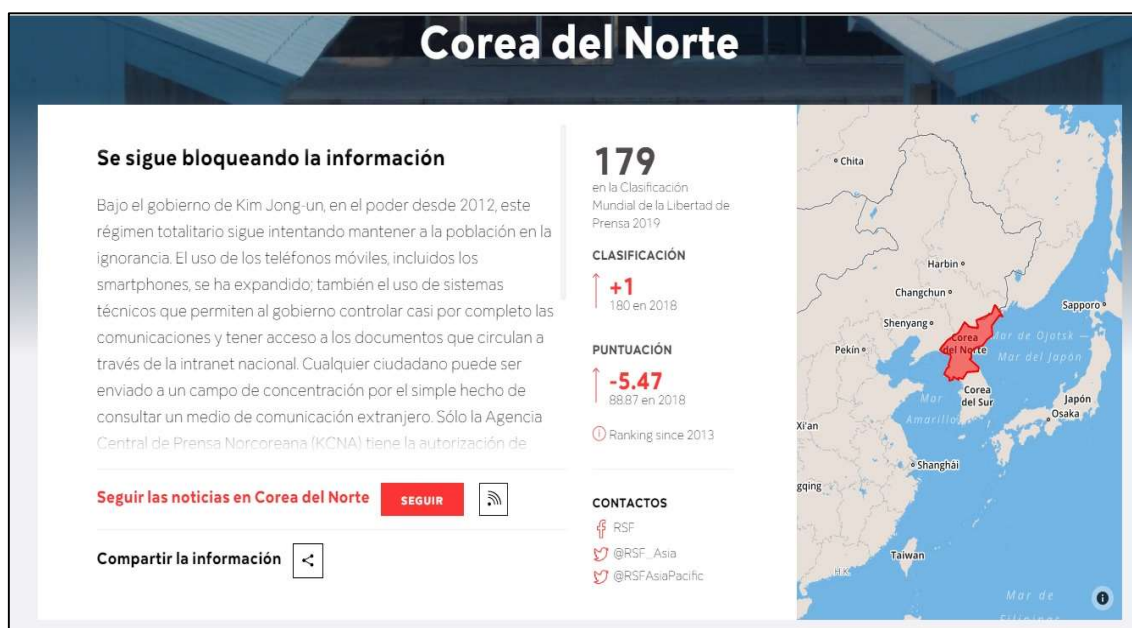 Corea del Norte
Se sigue bloqueando la información
Bajo el gobierno de Kim Jong-un, en el poder desde 2012, este
régimen totalitario sigue intentando mantener a la población en la
ignorancia. El uso de los teléfonos móviles, incluidos los
smartphones, se ha expandido; también el uso de sistemas
técnicos que permiten al gobierno controlar casi por completo las
comunicaciones y tener acceso a los documentos que circulan a
través de la intranet nacional. Cualquier ciudadano puede ser
enviado a un campo de concentración por el simple hecho de
consultar un medio de comunicación extranjero. Sólo la Agencia
Central de Prensa Norcoreana (KCNA) tiene la autorización de
Seguir las noticias en Corea del Norte
SEGUIR
Compartir la información
179
en la Clasificación
Mundial de la Libertad de
Prensa 2019
CLASIFICACIÓN
+1
180 en 2018
PUNTUACIÓN
-5.47
88.87 en 2018
Ranking since 2013
CONTACTOS
RSF
@RSF_Asia
@RSFAsiaPacific
Chita
Harbin
Changchun
Sapporo
Shenyang
Corea
del Norte
Mar de Ojotsk —
Mar del Japón
Pekín
Corea
del Sur
Mar
Amarillo
Japón
Osaka
Xi'an
Shanghái
gqing
Taiwan
H.K.
Mar de
Filipinas